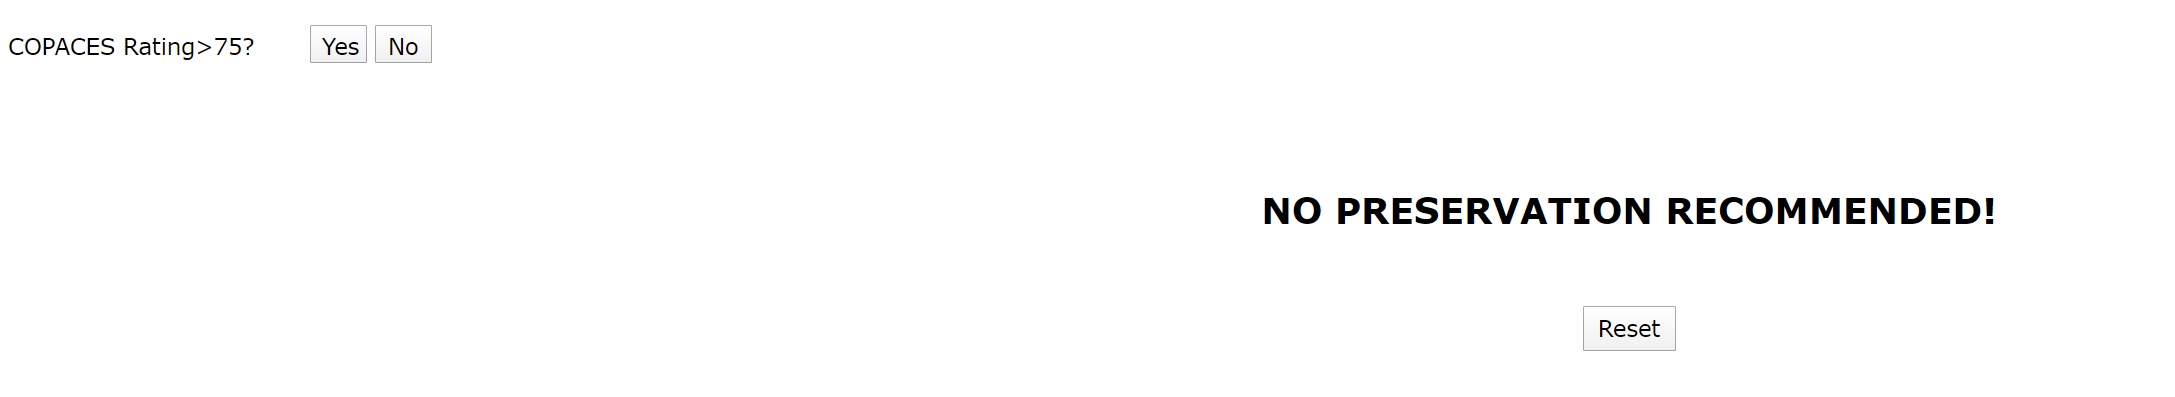 COPACES Rating>75? Yes No
NO PRESERVATION RECOMMENDED!
Reset